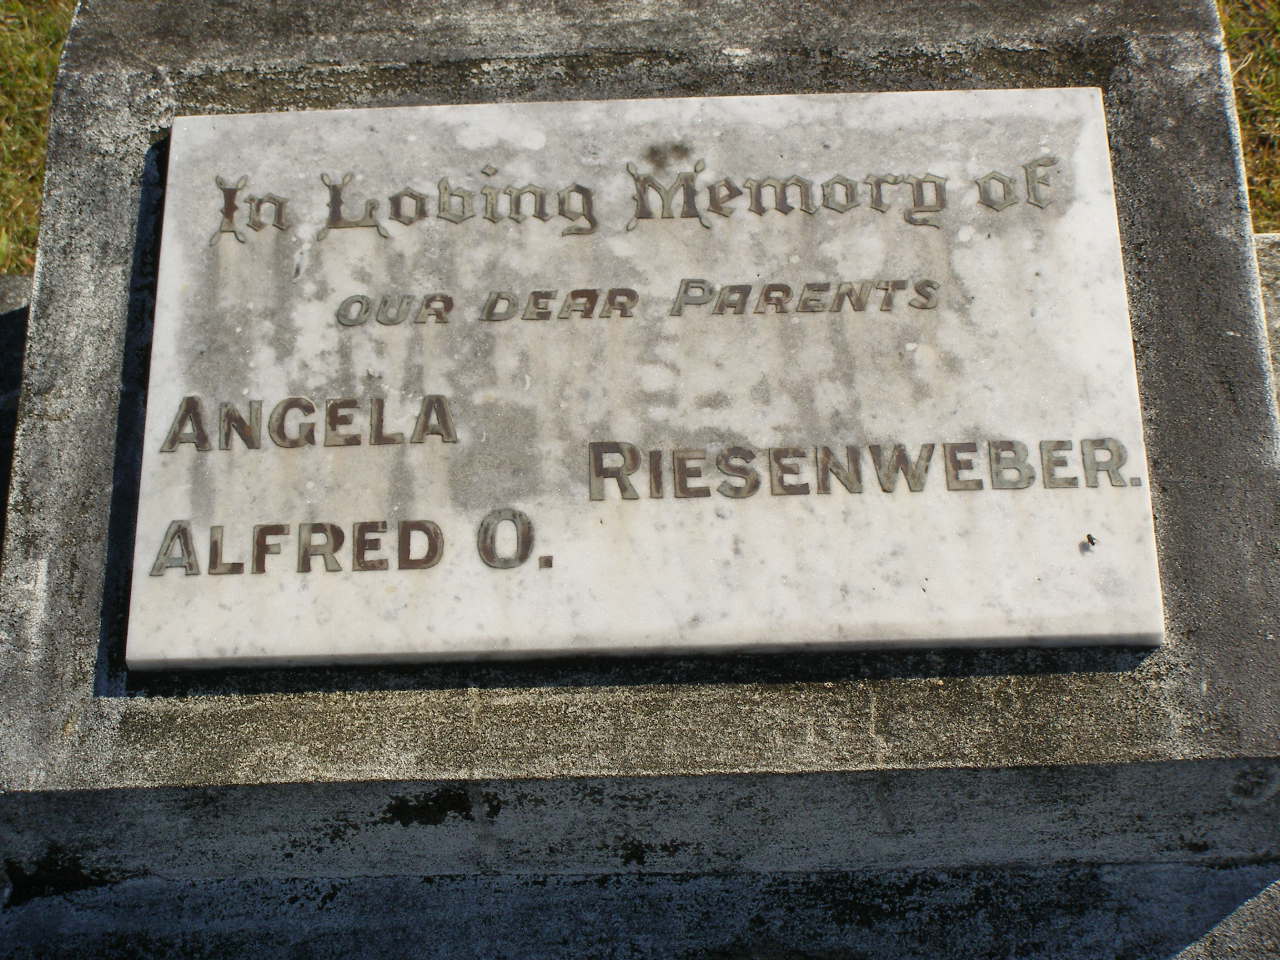 In Loving Memory of
OUR DEAR PARENTS
ANGELA
RIESENWEBER.
ALFRED O.